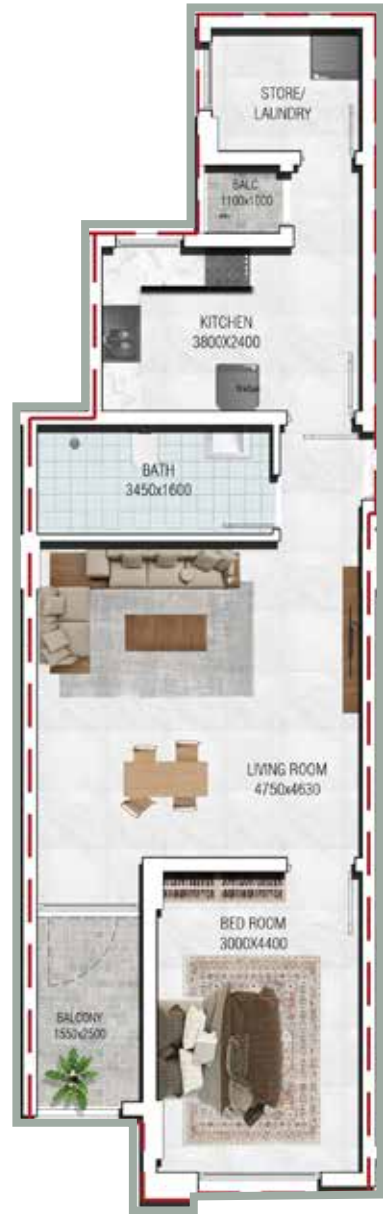 STORE/
LAUNDRY
BALC
1100x1000
KITCHEN
3800X2400
BATH
3450x1600
LIVING ROOM
4750x4630
BED ROOM
3000X4400
BALCONY
1550x2500